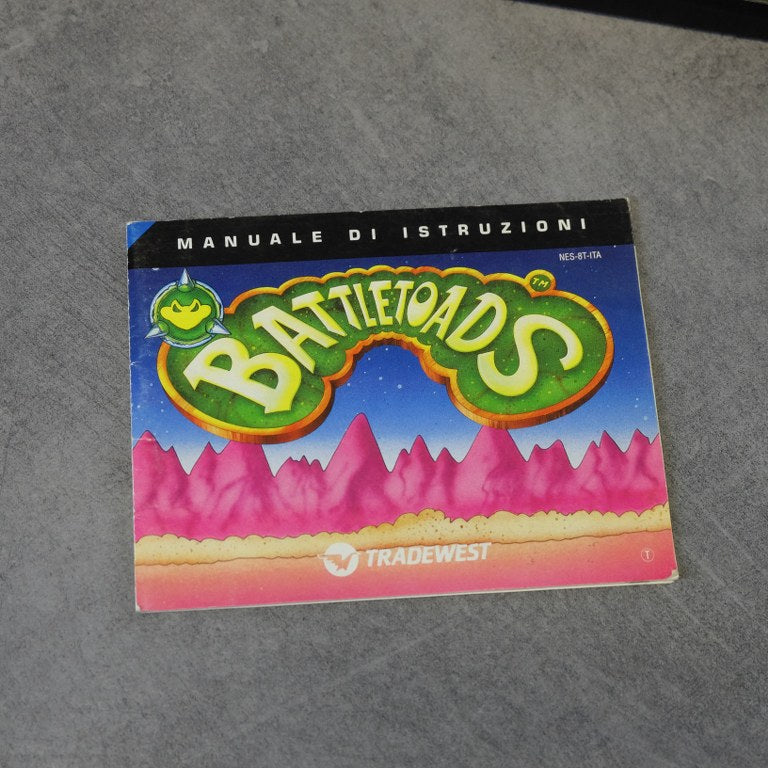 MANUALE DI ISTRUZIONI
NES-8T-ITA
BATTLETOADS™
TRADEWEST
T